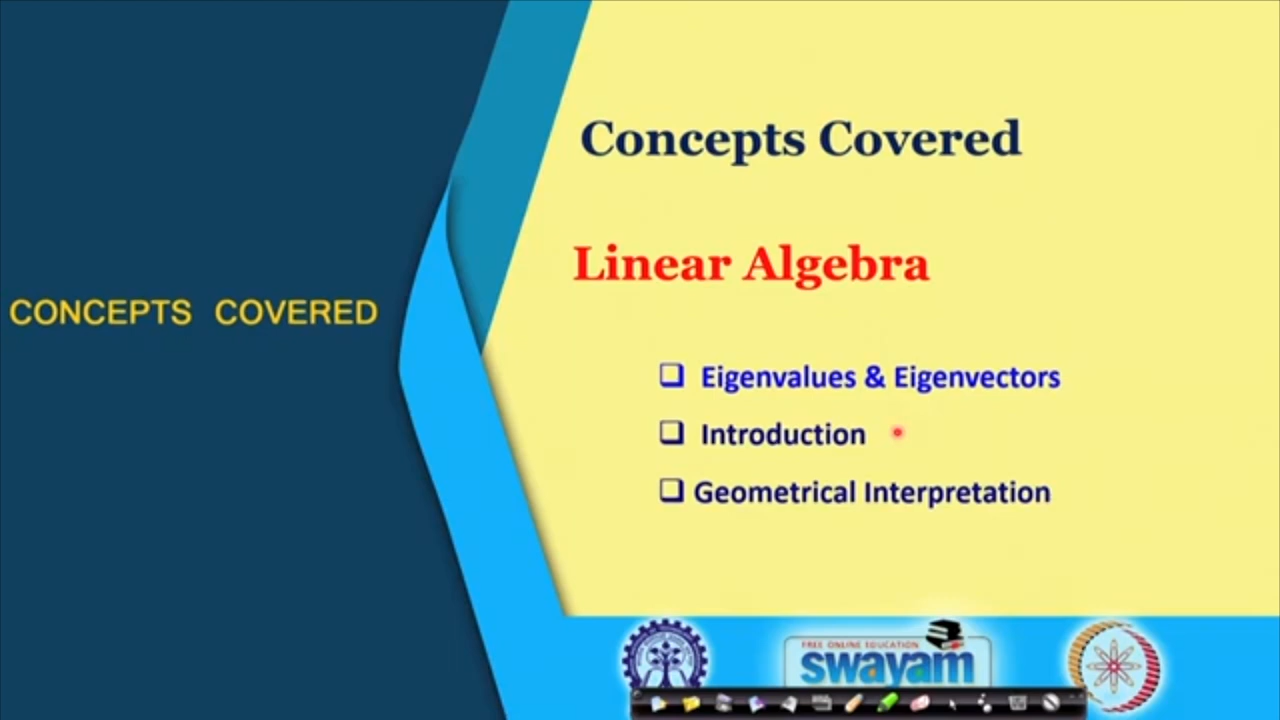 CONCEPTS COVERED
Concepts Covered
Linear Algebra
Eigenvalues & Eigenvectors
Introduction
Geometrical Interpretation
FREE ONLINE EDUCATION
swayam